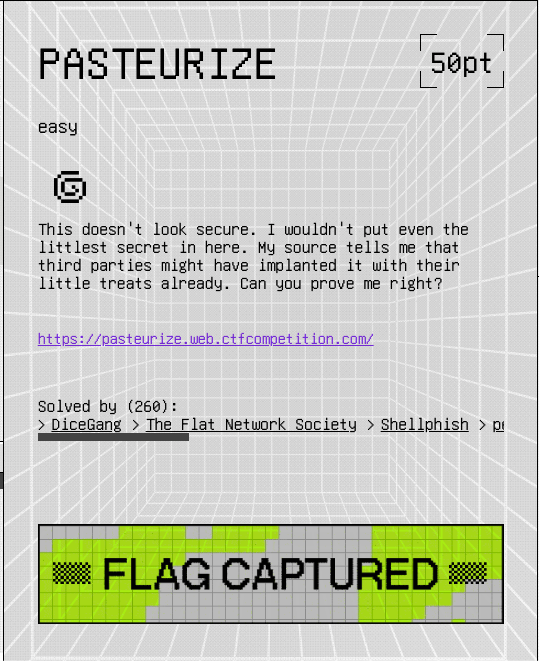 PASTEURIZE
50pt
easy
This doesn't look secure. I wouldn't put even the
littlest secret in here. My source tells me that
third parties might have implanted it with their
little treats already. Can you prove me right?
https://pasteurize.web.ctfcompetition.com/
Solved by (260):
> DiceGang > The Flat Network Society > Shellphish >
FLAG CAPTURED